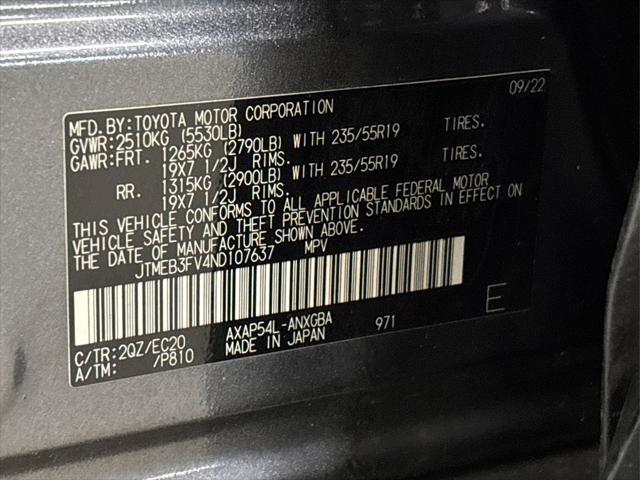 09/22
MFD. BY: TOYOTA MOTOR CORPORATION
GVWR: 2510KG (5530LB)
GAWR: FRT. 1265KG (2790LB) WITH 235/55R19 TIRES.
19X7 1/2J RIMS.
RR. 1315KG (2900LB) WITH 235/55R19 TIRES.
19X7 1/2J RIMS.
THIS VEHICLE CONFORMS TO ALL APPLICABLE FEDERAL MOTOR
VEHICLE SAFETY AND THEFT PREVENTION STANDARDS IN EFFECT ON
THE DATE OF MANUFACTURE SHOWN ABOVE.
JTMEB3FV4ND107637 MPV
E
C/TR: 2QZ/EC20 AXAP54L-ANXGBA 971
A/TM: /P810 MADE IN JAPAN